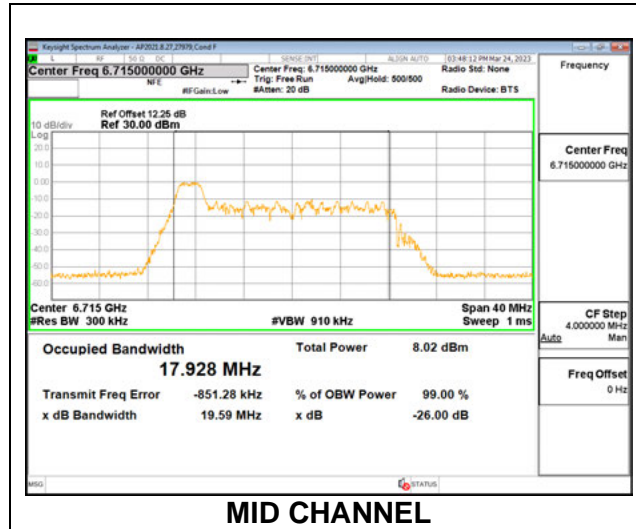 Keysight Spectrum Analyzer - AP2021.8.27,27979,Cond F
L RF 50 Ω DC SENSE:INT ALIGN AUTO 03:48:12 PM Mar 24, 2023
Center Freq 6.715000000 GHz Center Freq: 6.715000000 GHz Radio Std: None Frequency
NFE Trig: Free Run Avg|Hold: 500/500
#IFGain:Low #Atten: 20 dB Radio Device: BTS
Ref Offset 12.25 dB
10 dB/div Ref 30.00 dBm
Log
20.0
10.0
0.00
-10.0
-20.0
-30.0
-40.0
-50.0
-60.0
Center Freq
6.715000000 GHz
Center 6.715 GHz Span 40 MHz
#Res BW 300 kHz #VBW 910 kHz Sweep 1 ms
CF Step
4.000000 MHz
Auto Man
Occupied Bandwidth Total Power 8.02 dBm
17.928 MHz
Freq Offset
0 Hz
Transmit Freq Error -851.28 kHz % of OBW Power 99.00 %
x dB Bandwidth 19.59 MHz x dB -26.00 dB
MSG STATUS
MID CHANNEL